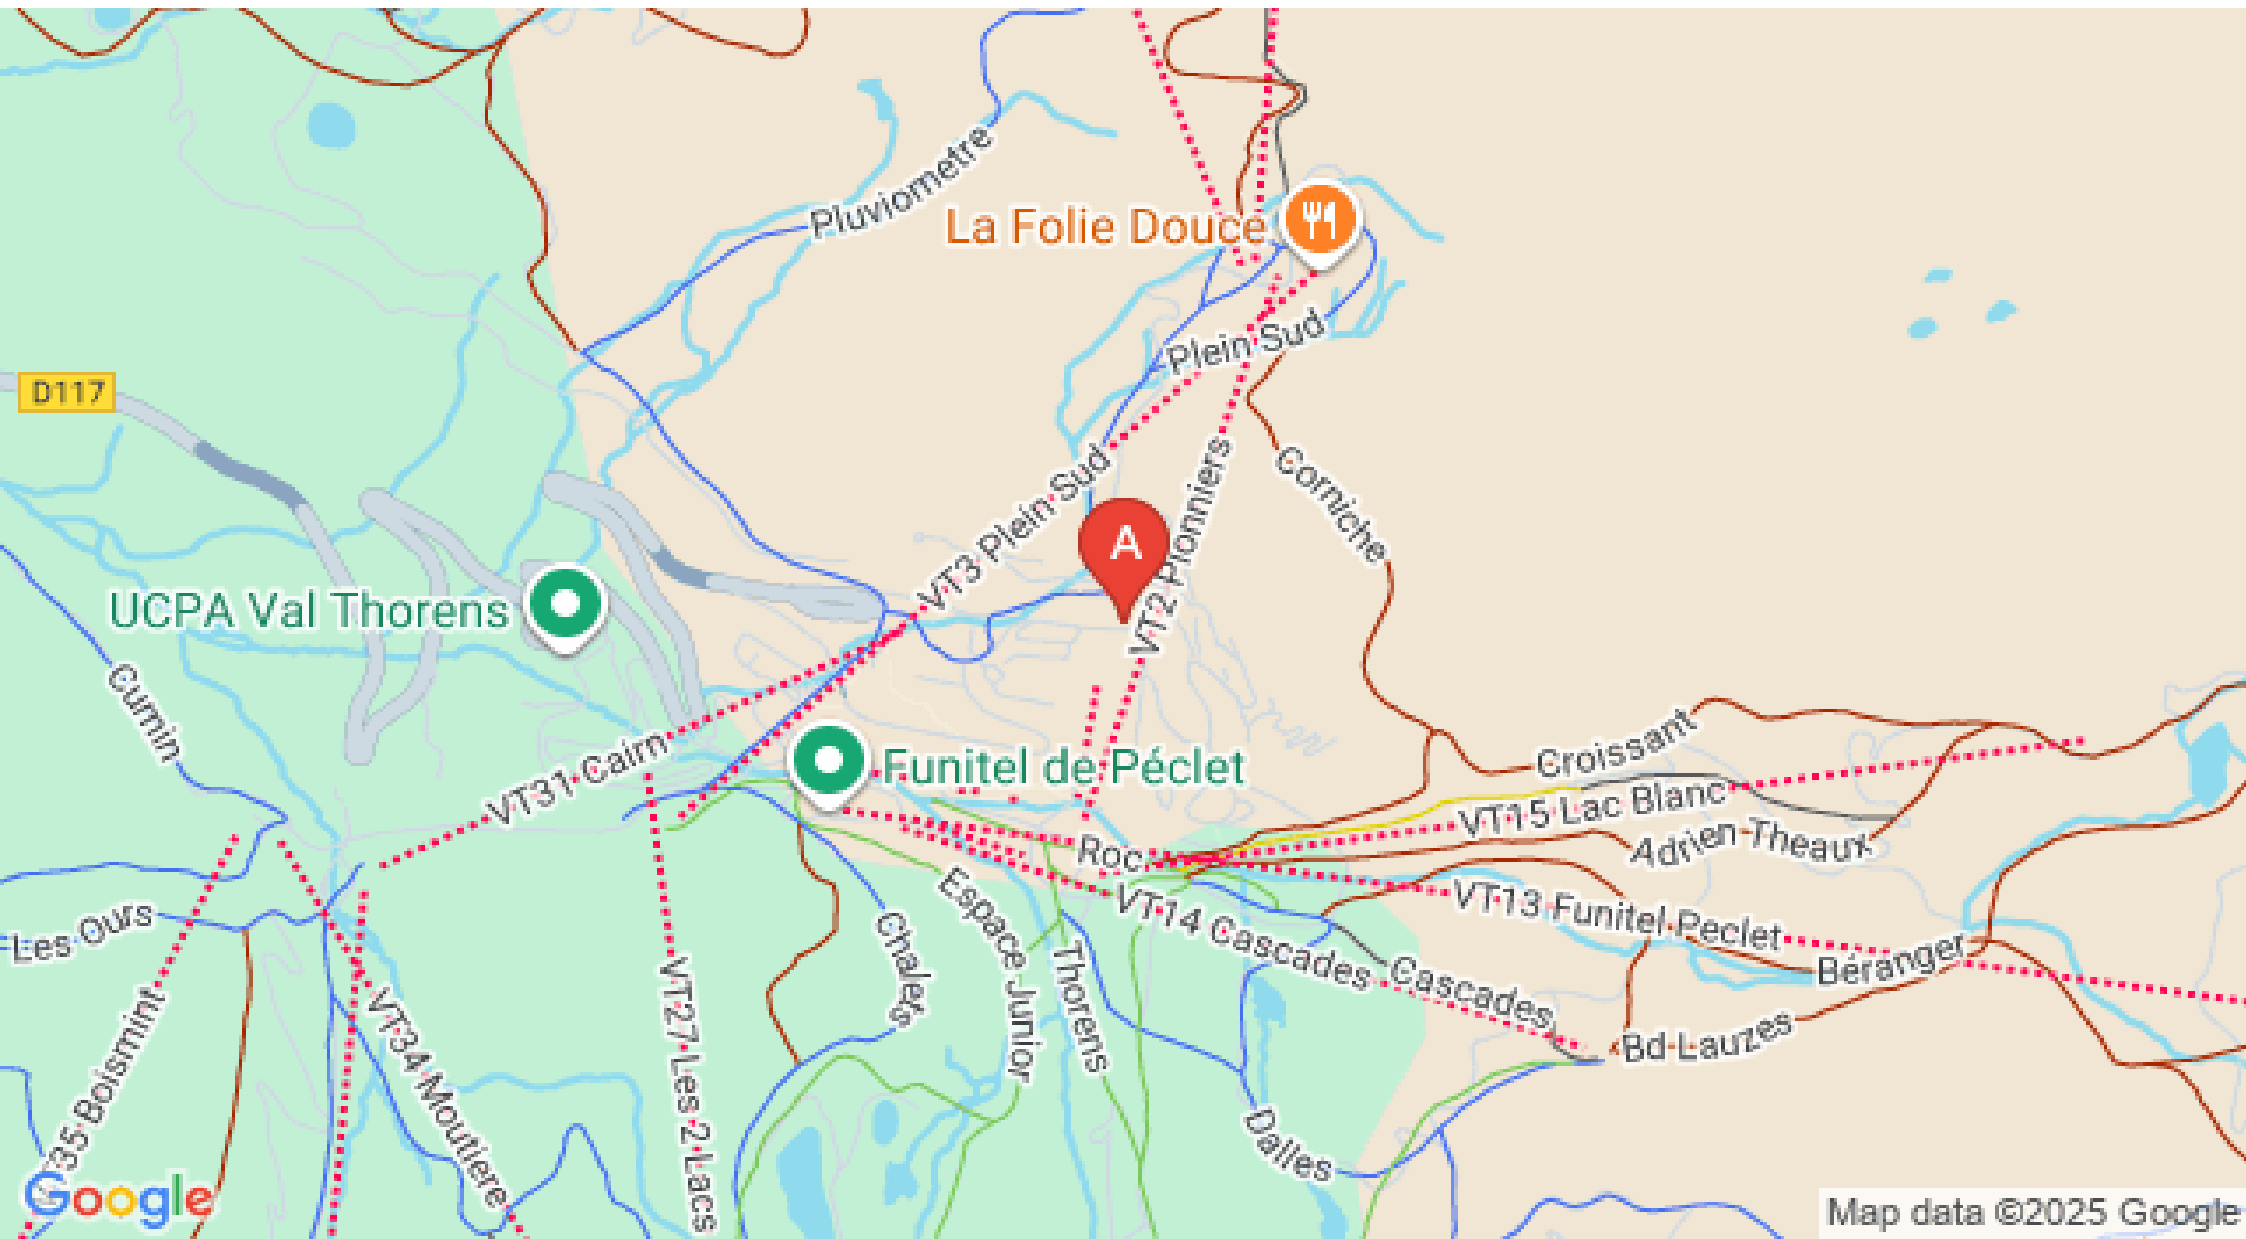 Pluviometre
La Folie Douce
Plein Sud
D117
VT3 Plein Sud
VT2 Pionniers
Corniche
A
UCPA Val Thorens
Cumin
VT31 Cairn
Funitel de Péclet
Croissant
VT15 Lac Blanc
Roc
Adrien Theaux
VT13 Funitel Peclet
VT14 Cascades
Les Ours
Chalets
Espace Junior
Thorens
Cascades
Béranger
Bd Lauzes
T35 Boismint
VT34 Moutiere
VT27 Les 2 Lacs
Dalles
Google
Map data ©2025 Google